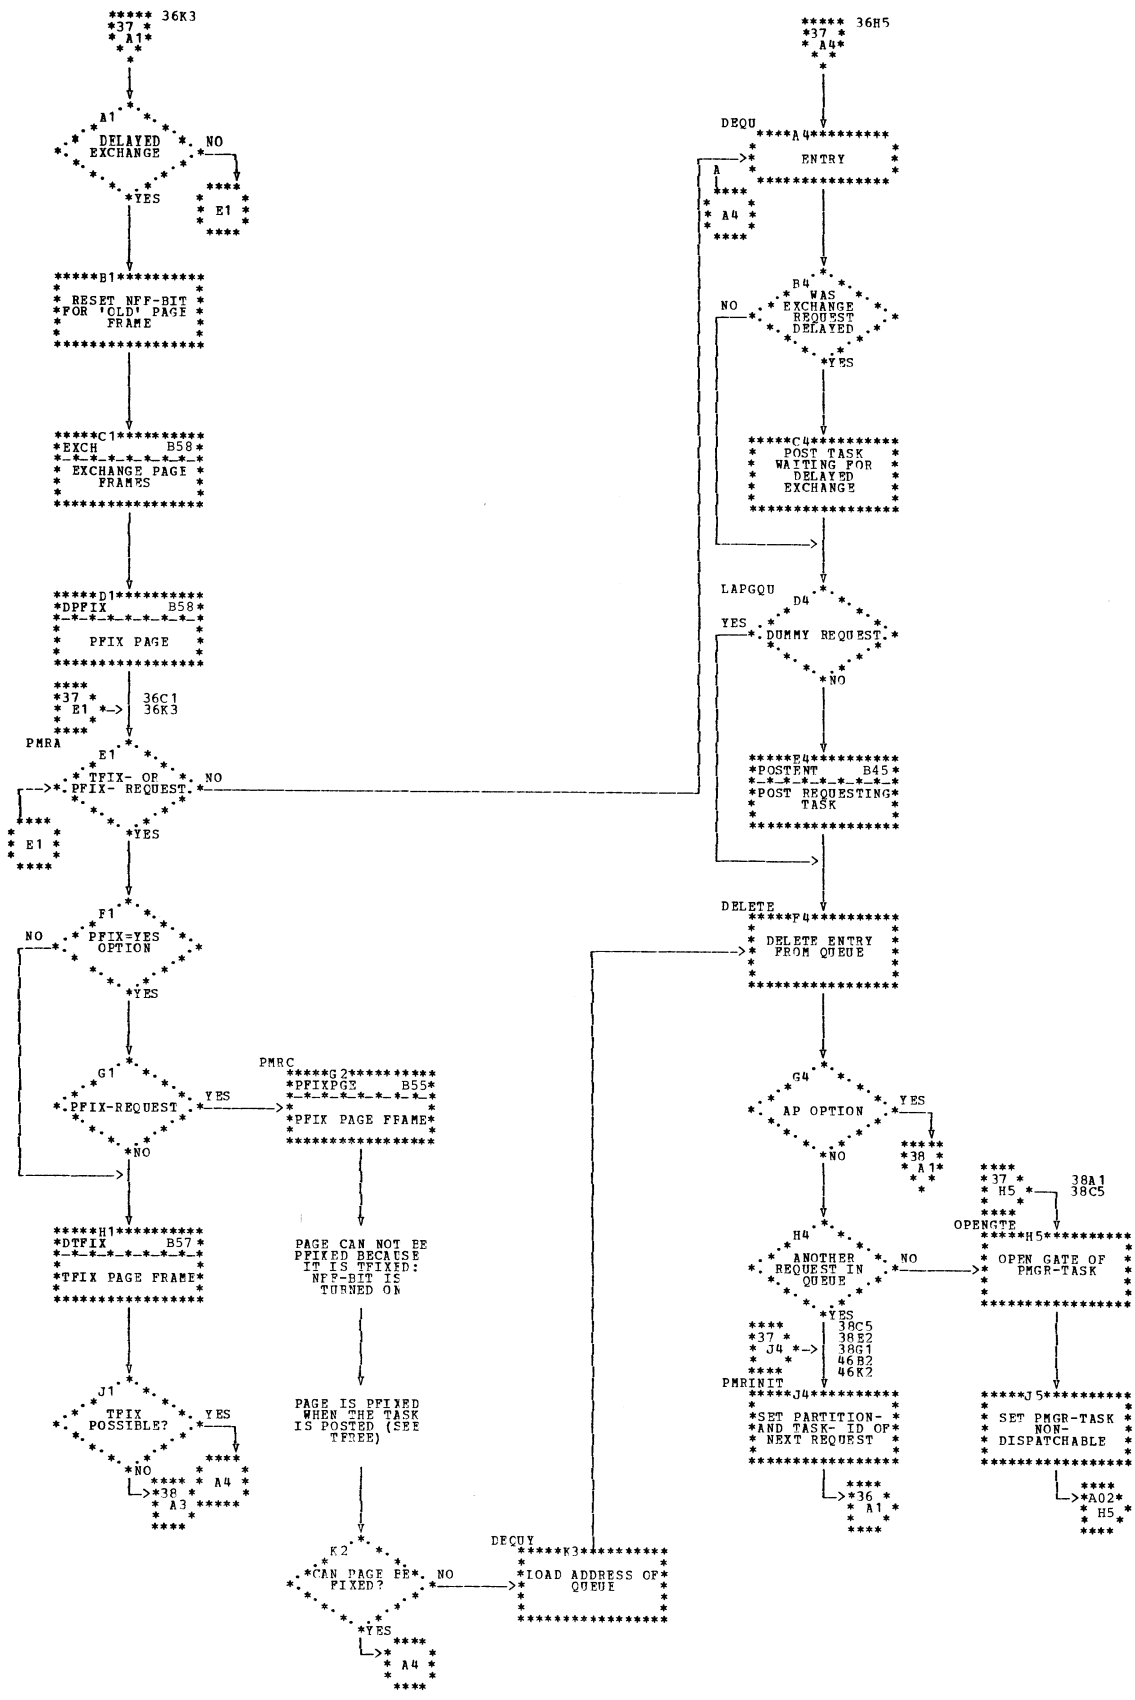 36K3
37
A1
A1
DELAYED
EXCHANGE
NO
YES
E1
B1
RESET NFF-BIT
FOR 'OLD' PAGE
FRAME
C1
EXCH B58
EXCHANGE PAGE
FRAMES
D1
DPFIX B58
PFIX PAGE
37
E1
36C1
36K3
PMRA
E1
TFIX- OR
PFIX- REQUEST
NO
YES
E1
F1
PFIX=YES
OPTION
NO
YES
G1
PFIX-REQUEST
YES
NO
PMRC
G2
PFIXPGE B55
PFIX PAGE FRAME
H1
DTFIX B57
TFIX PAGE FRAME
PAGE CAN NOT BE
PFIXED BECAUSE
IT IS TFIXED:
NFF-BIT IS
TURNED ON
J1
TFIX
POSSIBLE?
YES
NO
38
A3
A4
PAGE IS PFIXED
WHEN THE TASK
IS POSTED (SEE
TFREE)
K2
CAN PAGE BE
FIXED?
NO
YES
A4
DEQUY
K3
LOAD ADDRESS OF
QUEUE
36H5
37
A4
DEQU
A4
ENTRY
A
A4
B4
WAS
EXCHANGE
REQUEST
DELAYED
NO
YES
C4
POST TASK
WAITING FOR
DELAYED
EXCHANGE
LAPGQU
D4
DUMMY REQUEST
YES
NO
E4
POSTENT B45
POST REQUESTING
TASK
DELETE
F4
DELETE ENTRY
FROM QUEUE
G4
AP OPTION
YES
NO
38
A1
37
H5
38A1
38C5
H4
ANOTHER
REQUEST IN
QUEUE
NO
YES
OPENGTE
H5
OPEN GATE OF
PMGR-TASK
37
J4
38C5
38E2
38G1
46B2
46K2
PMRINIT
J4
SET PARTITION-
AND TASK- ID OF
NEXT REQUEST
36
A1
J5
SET PMGR-TASK
NON-
DISPATCHABLE
A02
H5